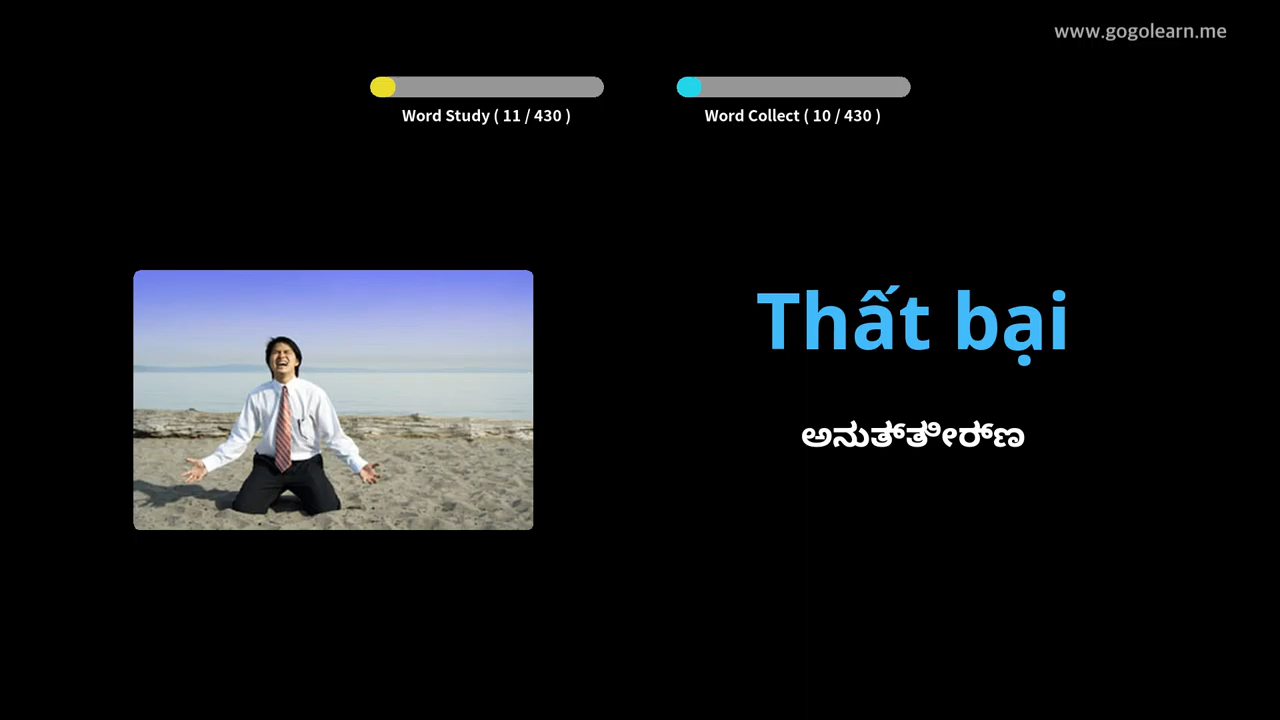 www.gogolearn.me
Word Study ( 11 / 430 )
Word Collect ( 10 / 430 )
Thất bại
ಅನುತ್ತೀರ್ಣ